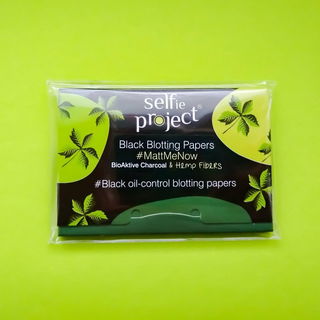 selfie
project®
Black Blotting Papers
#MattMeNow
BioAktive Charcoal & Hemp Fibers
#Black oil-control blotting papers